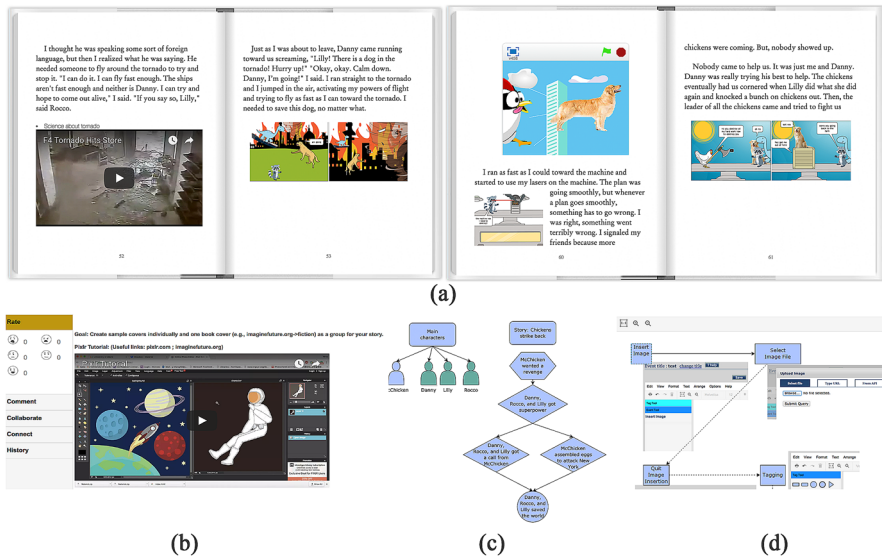 I thought he was speaking some sort of foreign
language, but then I realized what he was saying. He
needed someone to fly around the tornado to try and
stop it. "I can do it. I can fly fast enough. The ships
aren't fast enough and neither is Danny. I can try and
hope to come out alive," I said. "If you say so, Lilly,"
said Rocco.
• Science about tornado
F4 Tornado Hits Store
52
Just as I was about to leave, Danny came running
toward us screaming, "Lilly! There is a dog in the
tornado! Hurry up!" "Okay, okay. Calm down.
Danny, I'm going!" I said. I ran straight to the tornado
and I jumped in the air, activating my powers of flight
and trying to fly as fast as I can toward the tornado. I
needed to save this dog, no matter what.
53
I ran as fast as I could toward the machine and
started to use my lasers on the machine. The plan was
going smoothly, but whenever
a plan goes smoothly,
something has to go wrong. I
was right, something went
terribly wrong. I signaled my
friends because more
60
chickens were coming. But, nobody showed up.
Nobody came to help us. It was just me and Danny.
Danny was really trying his best to help. The chickens
eventually had us cornered when Lilly did what she did
again and knocked a bunch on chickens out. Then, the
leader of all the chickens came and tried to fight us
61
(a)
Rate
0 0
0 0
0
Comment
Collaborate
Connect
History
Goal: Create sample covers individually and one book cover (e.g., imaginefuture.org->fiction) as a group for your story.
Pixlr Tutorial: (Useful links: pixlr.com ; imaginefuture.org)
(b)
Main
characters
:Chicken Danny Lilly Rocco
Story: Chickens
strike back
McChicken
wanted a
revenge
Danny,
Rocco, and Lilly got
superpower
Danny,
Rocco, and Lilly got
a call from
McChicken
McChicken
assembled eggs
to attack New
York
Danny,
Rocco, and
Lilly saved
the world
(c)
Insert
Image
Select
Image File
Edit View Format Text Arrange Options Help
Insert Image
Upload Image
Submit Query
Quit
Image
Insertion
Tagging
Edit View Format Text Arrange
(d)